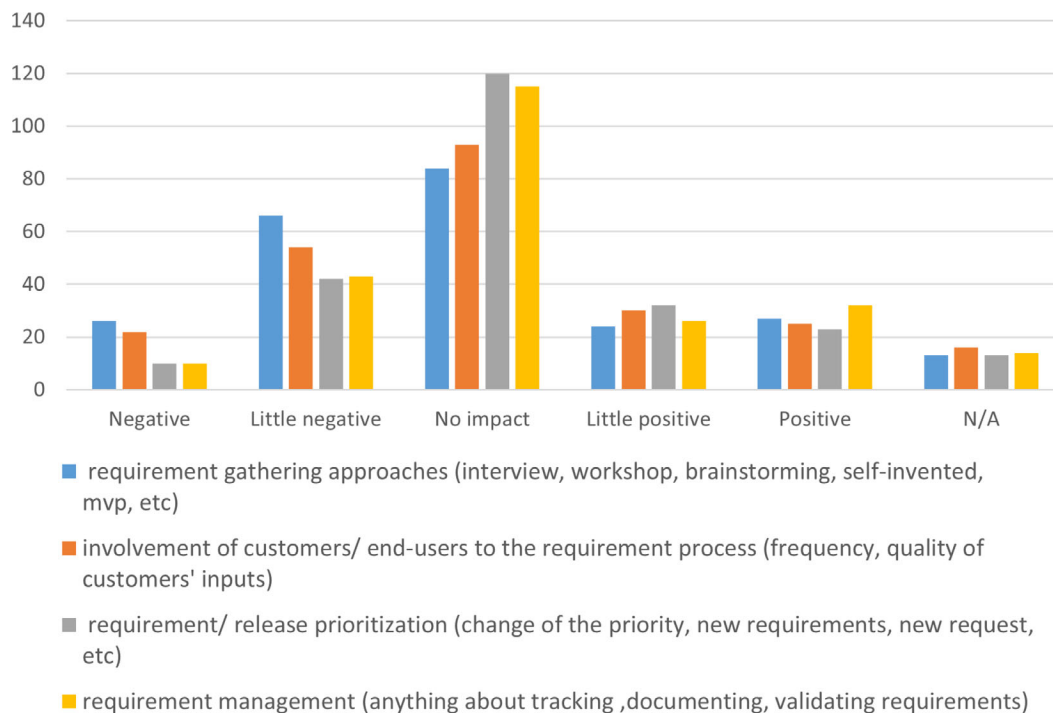 140
120
100
80
60
40
20
0
Negative Little negative No impact Little positive Positive N/A
requirement gathering approaches (interview, workshop, brainstorming, self-invented,
mvp, etc)
involvement of customers/ end-users to the requirement process (frequency, quality of
customers' inputs)
requirement/ release prioritization (change of the priority, new requirements, new request,
etc)
requirement management (anything about tracking ,documenting, validating requirements)